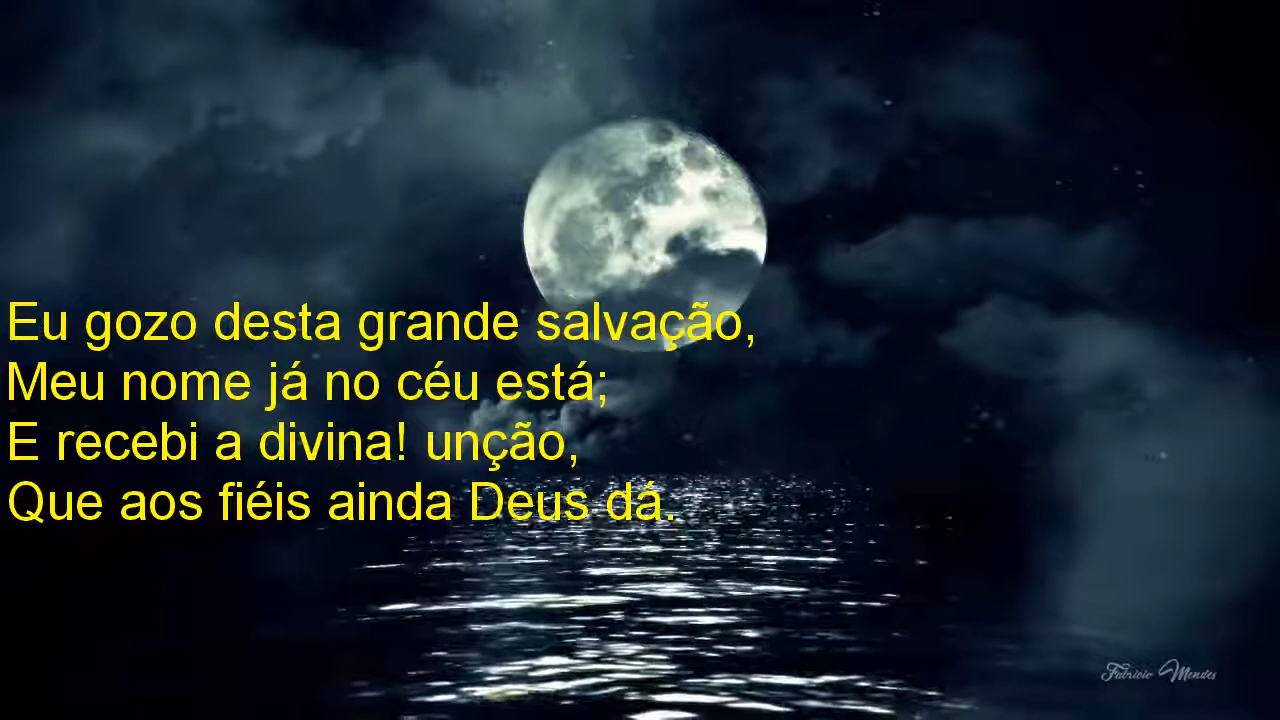 Eu gozo desta grande salvação,
Meu nome já no céu está;
E recebi a divina! unção,
Que aos fiéis ainda Deus dá.
Fabricio Mendes